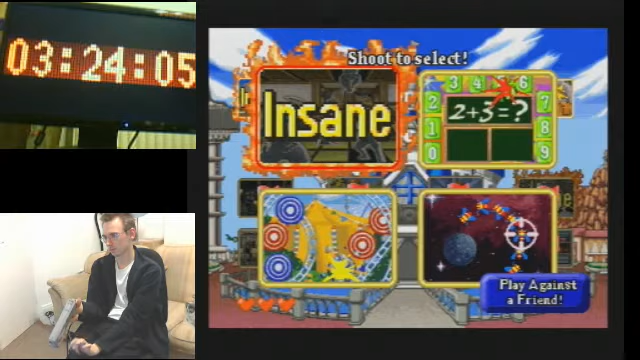 03:24:05
Shoot to select!
Insane
3 4 6
2 2+3=? 7
1 8
0 9
Play Against
a Friend!